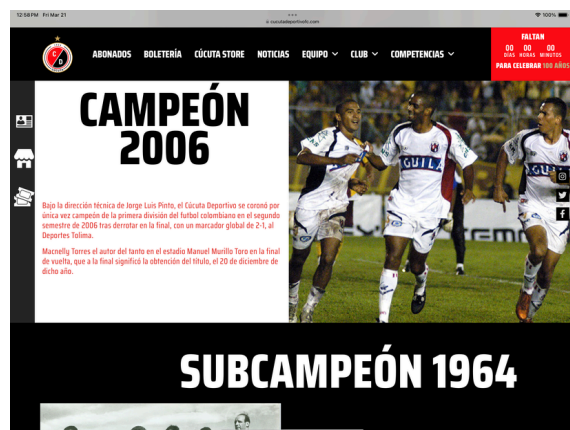 12:58 PM Fri Mar 21
cucutadeportivofc.com
100%
ABONADOS BOLETERÍA CÚCUTA STORE NOTICIAS EQUIPO CLUB COMPETENCIAS
FALTAN
00 00 00
DÍAS HORAS MINUTOS
PARA CELEBRAR 100 AÑOS
CAMPEÓN
2006
Bajo la dirección técnica de Jorge Luis Pinto, el Cúcuta Deportivo se coronó por
única vez campeón de la primera división del futbol colombiano en el segundo
semestre de 2006 tras derrotar en la final, con un marcador global de 2-1, al
Deportes Tolima.
Macnelly Torres el autor del tanto en el estadio Manuel Murillo Toro en la final
de vuelta, que a la final significó la obtención del título, el 20 de diciembre de
dicho año.
AGUILA
SUBCAMPEÓN 1964